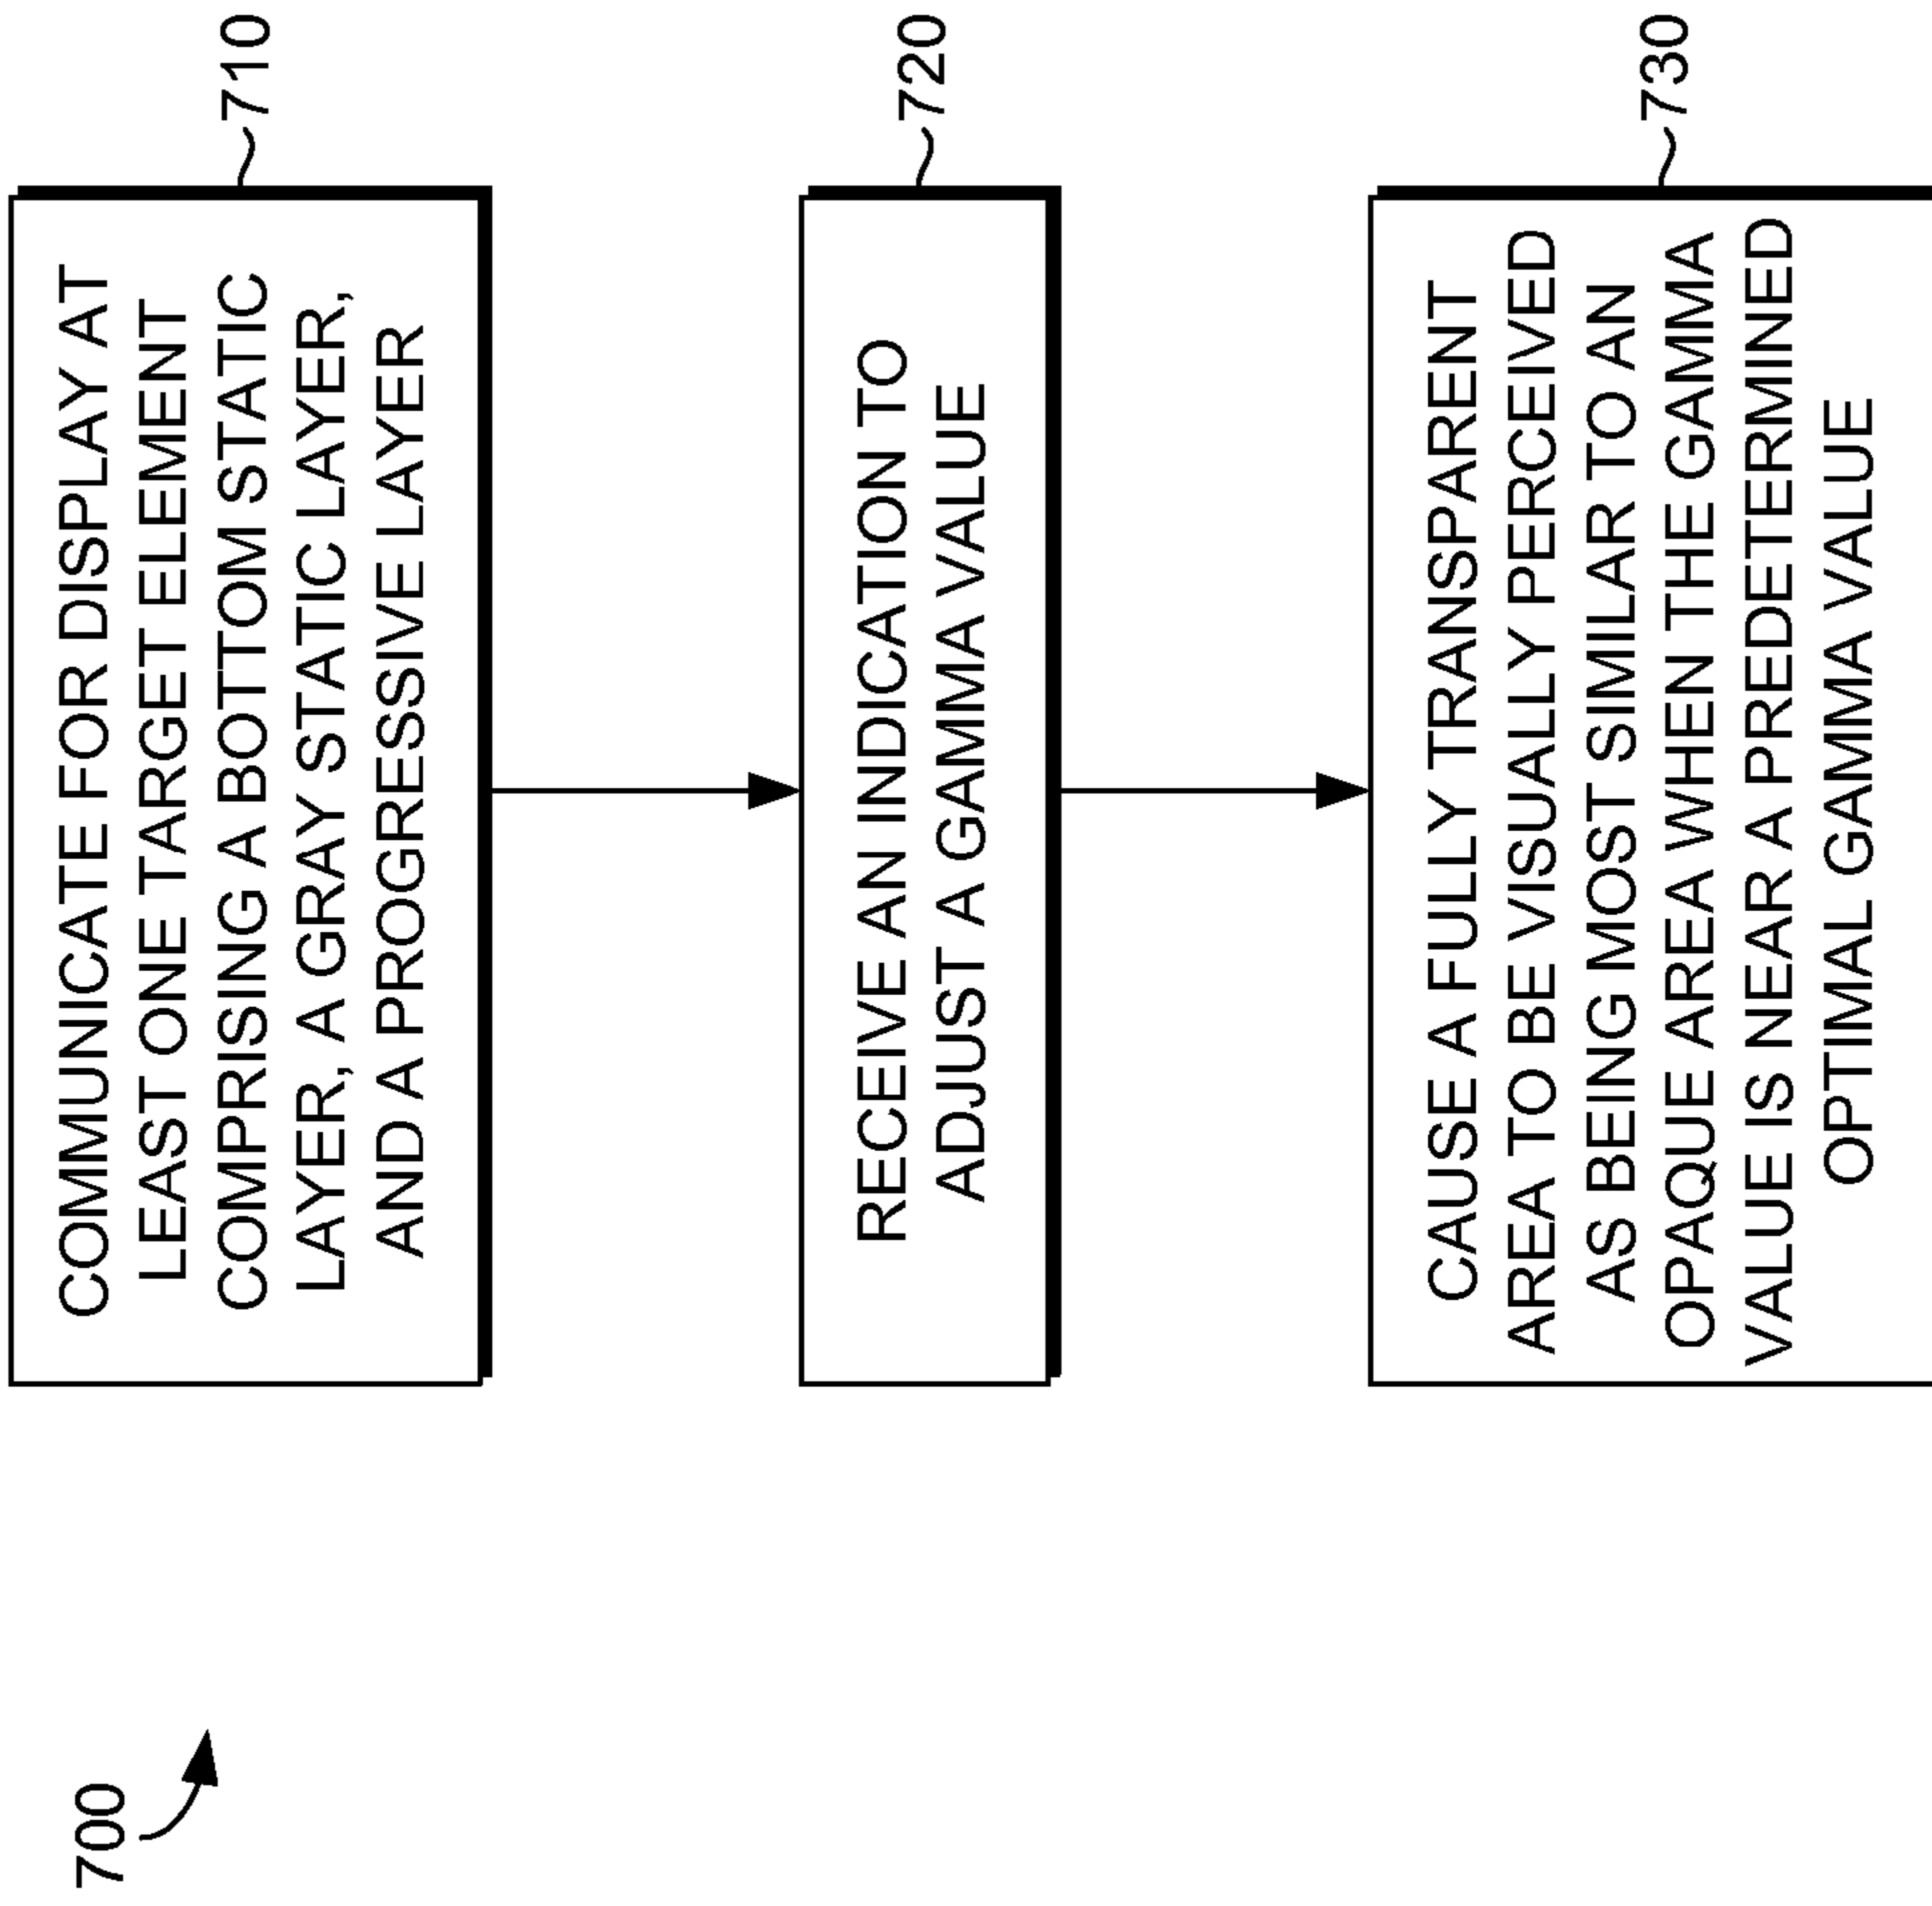 700
COMMUNICATE FOR DISPLAY AT
LEAST ONE TARGET ELEMENT
COMPRISING A BOTTOM STATIC
LAYER, A GRAY STATIC LAYER,
AND A PROGRESSIVE LAYER
710
RECEIVE AN INDICATION TO
ADJUST A GAMMA VALUE
720
CAUSE A FULLY TRANSPARENT
AREA TO BE VISUALLY PERCEIVED
AS BEING MOST SIMILAR TO AN
OPAQUE AREA WHEN THE GAMMA
VALUE IS NEAR A PREDETERMINED
OPTIMAL GAMMA VALUE
730